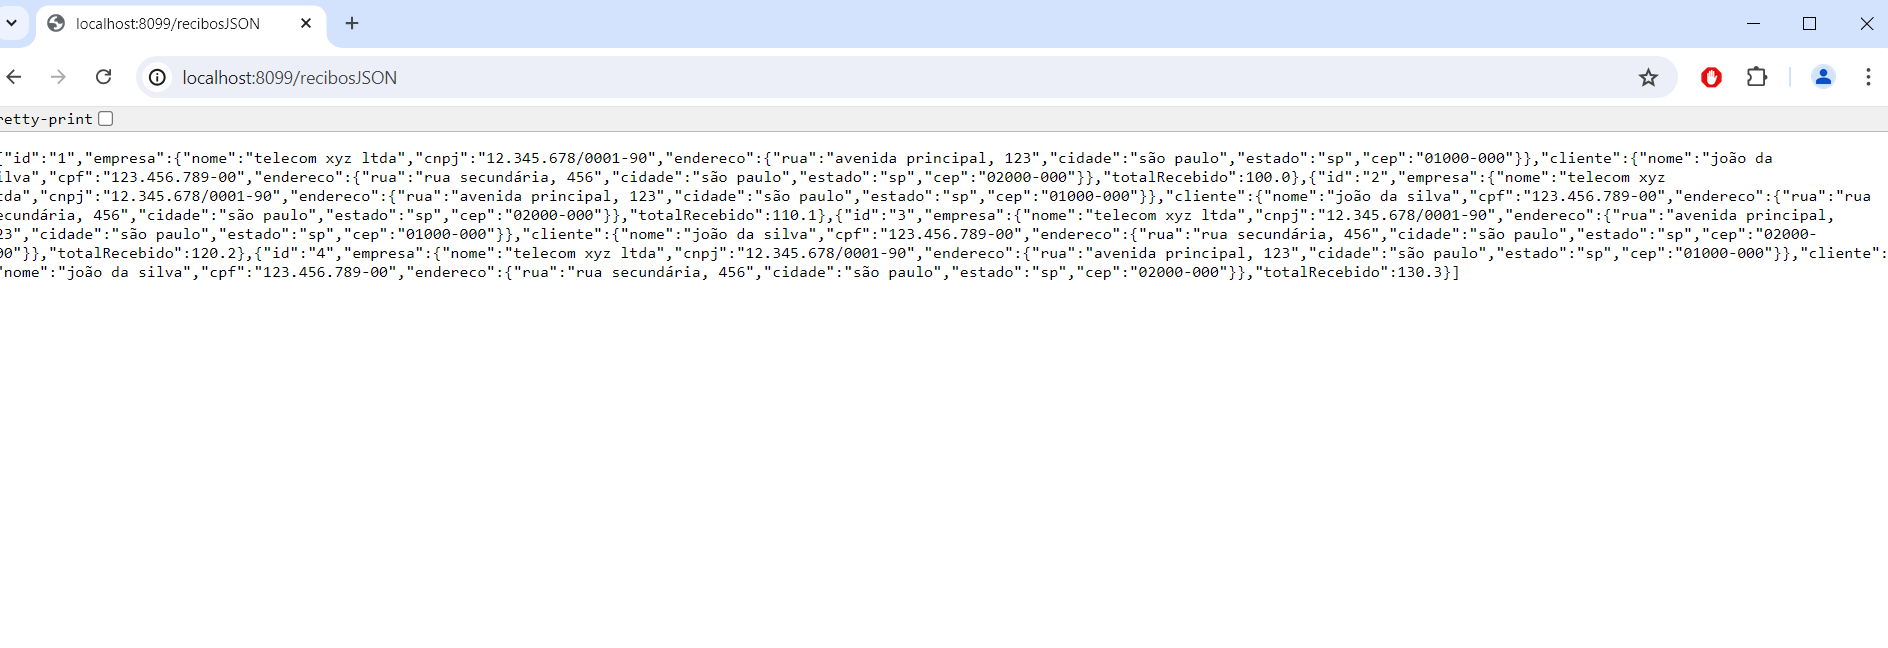 localhost:8099/recibosJSON
localhost:8099/recibosJSON
retty-print
["id":"1","empresa":{"nome":"telecom xyz ltda","cnpj":"12.345.678/0001-90","endereco":{"rua":"avenida principal, 123","cidade":"são paulo","estado":"sp","cep":"01000-000"}},"cliente":{"nome":"joão da
ilva","cpf":"123.456.789-00","endereco":{"rua":"rua secundária, 456","cidade":"são paulo","estado":"sp","cep":"02000-000"}},"totalRecebido":100.0},{"id":"2","empresa":{"nome":"telecom xyz
tda","cnpj":"12.345.678/0001-90","endereco":{"rua":"avenida principal, 123","cidade":"são paulo","estado":"sp","cep":"01000-000"}},"cliente":{"nome":"joão da silva","cpf":"123.456.789-00","endereco":{"rua":"rua
ecundária, 456","cidade":"são paulo","estado":"sp","cep":"02000-000"}},"totalRecebido":110.1},{"id":"3","empresa":{"nome":"telecom xyz ltda","cnpj":"12.345.678/0001-90","endereco":{"rua":"avenida principal,
23","cidade":"são paulo","estado":"sp","cep":"01000-000"}},"cliente":{"nome":"joão da silva","cpf":"123.456.789-00","endereco":{"rua":"rua secundária, 456","cidade":"são paulo","estado":"sp","cep":"02000-
00"}},"totalRecebido":120.2},{"id":"4","empresa":{"nome":"telecom xyz ltda","cnpj":"12.345.678/0001-90","endereco":{"rua":"avenida principal, 123","cidade":"são paulo","estado":"sp","cep":"01000-000"}},"cliente":
"nome":"joão da silva","cpf":"123.456.789-00","endereco":{"rua":"rua secundária, 456","cidade":"são paulo","estado":"sp","cep":"02000-000"}},"totalRecebido":130.3}]